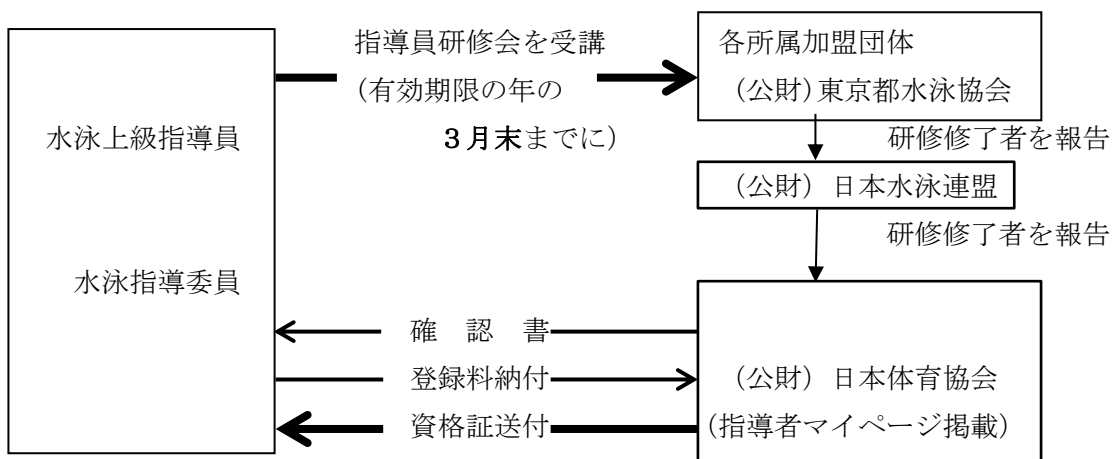 指導員研修会を受講
(有効期限の年の
3月末までに)
各所属加盟団体
(公財)東京都水泳協会
研修修了者を報告
水泳上級指導員
(公財) 日本水泳連盟
研修修了者を報告
水泳指導委員
確 認 書
登録料納付
資格証送付
(公財) 日本体育協会
(指導者マイページ掲載)